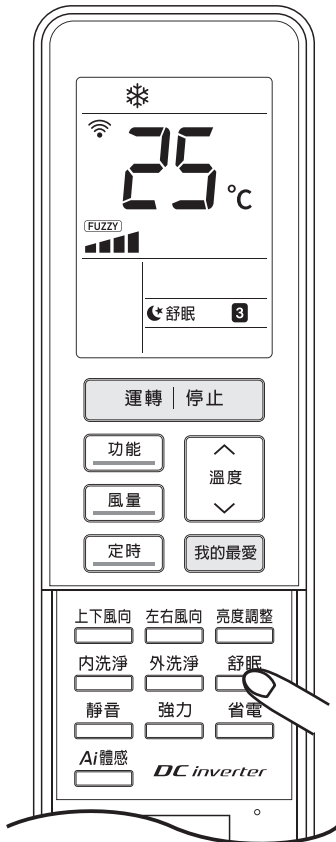 25 °C
FUZZY
舒眠 3
運轉 停止
功能
溫度
風量
定時 我的最愛
上下風向 左右風向 亮度調整
內洗淨 外洗淨 舒眠
靜音 強力 省電
Ai體感 DC inverter